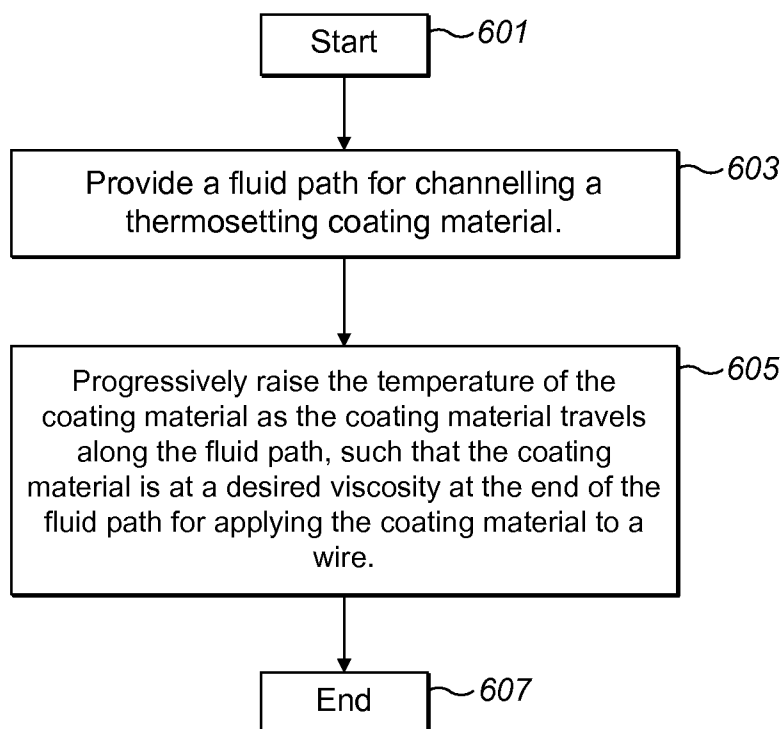 Start
601
Provide a fluid path for channelling a
thermosetting coating material.
603
Progressively raise the temperature of the
coating material as the coating material travels
along the fluid path, such that the coating
material is at a desired viscosity at the end of the
fluid path for applying the coating material to a
wire.
605
End
607